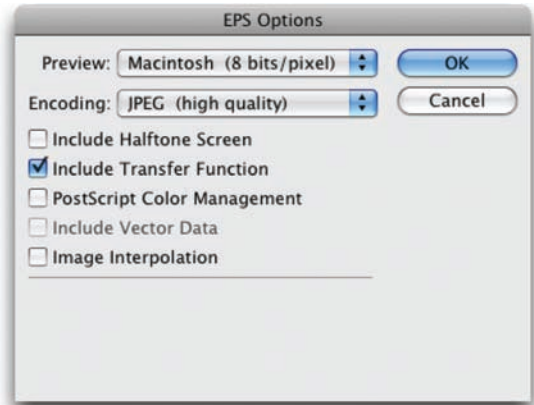 EPS Options
Preview: Macintosh (8 bits/pixel) OK
Encoding: JPEG (high quality) Cancel
Include Halftone Screen
Include Transfer Function
PostScript Color Management
Include Vector Data
Image Interpolation